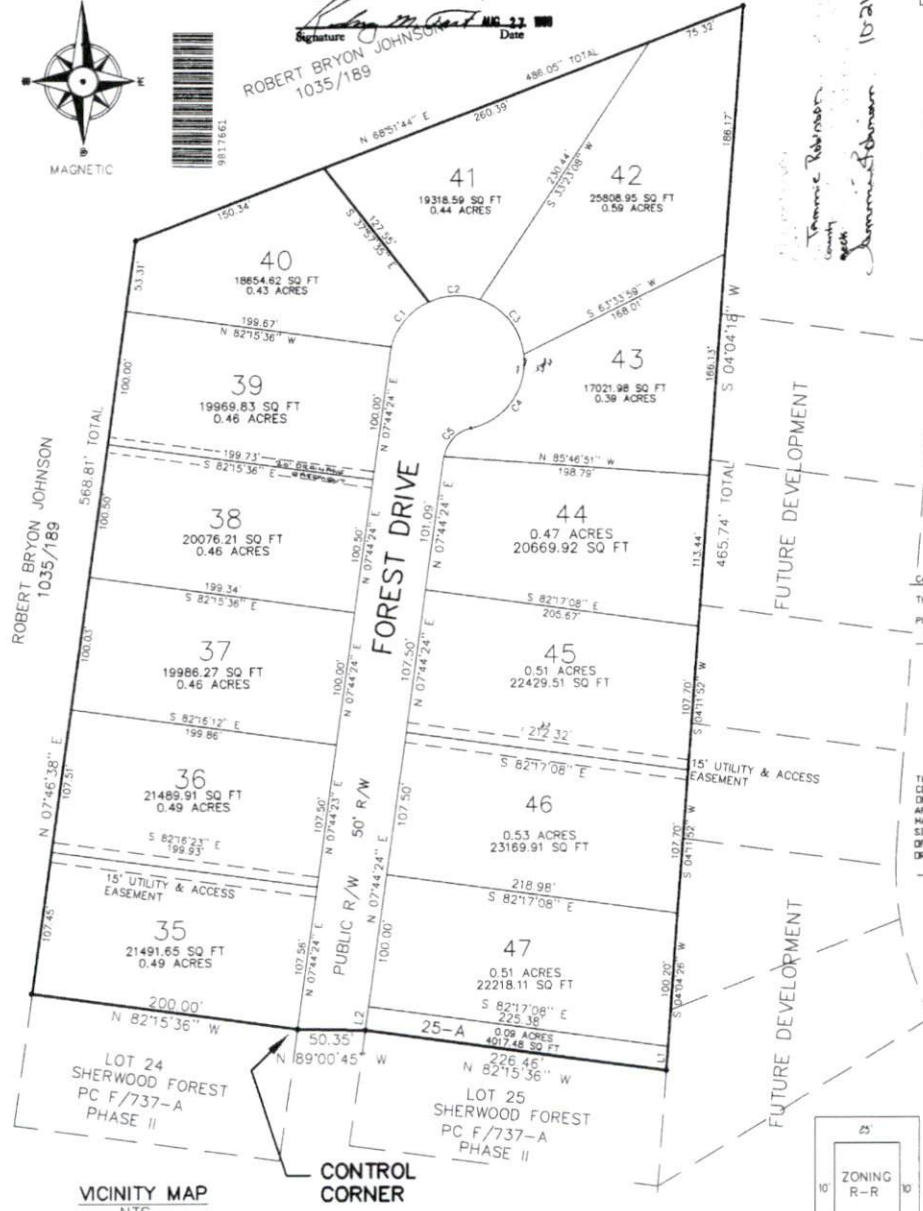 Signature
Date
AUG 27
MAGNETIC
9817661
ROBERT BRYON JOHNSON
1035/189
486.05' TOTAL
75.32'
N 68°51'44" E
260.39'
150.34'
53.31'
41
19318.59 SQ FT
0.44 ACRES
230.44'
S 33°23'08" W
42
25808.95 SQ FT
0.59 ACRES
186.17'
127.55'
S 37°57'35" E
40
18654.62 SQ FT
0.43 ACRES
C1
C2
C3
S 63°33'59" W
168.01'
199.67'
N 82°15'36" W
39
19969.83 SQ FT
0.46 ACRES
100.00'
100.00'
N 07°44'24" E
43
17021.98 SQ FT
0.39 ACRES
166.13'
S 04°04'18" W
C4
C5
199.73'
S 82°15'36" E
N 85°46'51" W
198.79'
ROBERT BRYON JOHNSON
1035/189
568.81' TOTAL
100.50'
38
20076.21 SQ FT
0.46 ACRES
100.50'
N 07°44'24" E
FOREST DRIVE
101.09'
N 07°44'24" E
44
0.47 ACRES
20669.92 SQ FT
113.44'
465.74' TOTAL
FUTURE DEVELOPMENT
199.34'
S 82°15'36" E
S 82°17'08" E
205.67'
100.03'
37
19986.27 SQ FT
0.46 ACRES
100.00'
N 07°44'24" E
107.50'
N 07°44'24" E
45
0.51 ACRES
22429.51 SQ FT
107.70'
S 04°11'52" W
S 82°16'12" E
199.86'
212.32'
S 82°17'08" E
15' UTILITY & ACCESS
EASEMENT
N 07°46'38" E
107.51'
36
21489.91 SQ FT
0.49 ACRES
107.50'
N 07°44'23" E
PUBLIC R/W
50' R/W
107.50'
N 07°44'24" E
46
0.53 ACRES
23169.91 SQ FT
107.70'
S 04°11'52" W
S 82°16'23" E
199.93'
15' UTILITY & ACCESS
EASEMENT
218.98'
S 82°17'08" E
107.45'
35
21491.65 SQ FT
0.49 ACRES
107.56'
N 07°44'24" E
100.00'
47
0.51 ACRES
22218.11 SQ FT
100.20'
S 04°04'26" W
FUTURE DEVELOPMENT
200.00'
N 82°15'36" W
S 82°17'08" E
225.38'
25-A
0.09 ACRES
4017.48 SQ FT
L1
L2
50.35'
N 89°00'45" W
226.46'
N 82°15'36" W
LOT 24
SHERWOOD FOREST
PC F/737-A
PHASE II
LOT 25
SHERWOOD FOREST
PC F/737-A
PHASE II
CONTROL
CORNER
VICINITY MAP
NTS
25'
ZONING
R-R
10'
10'